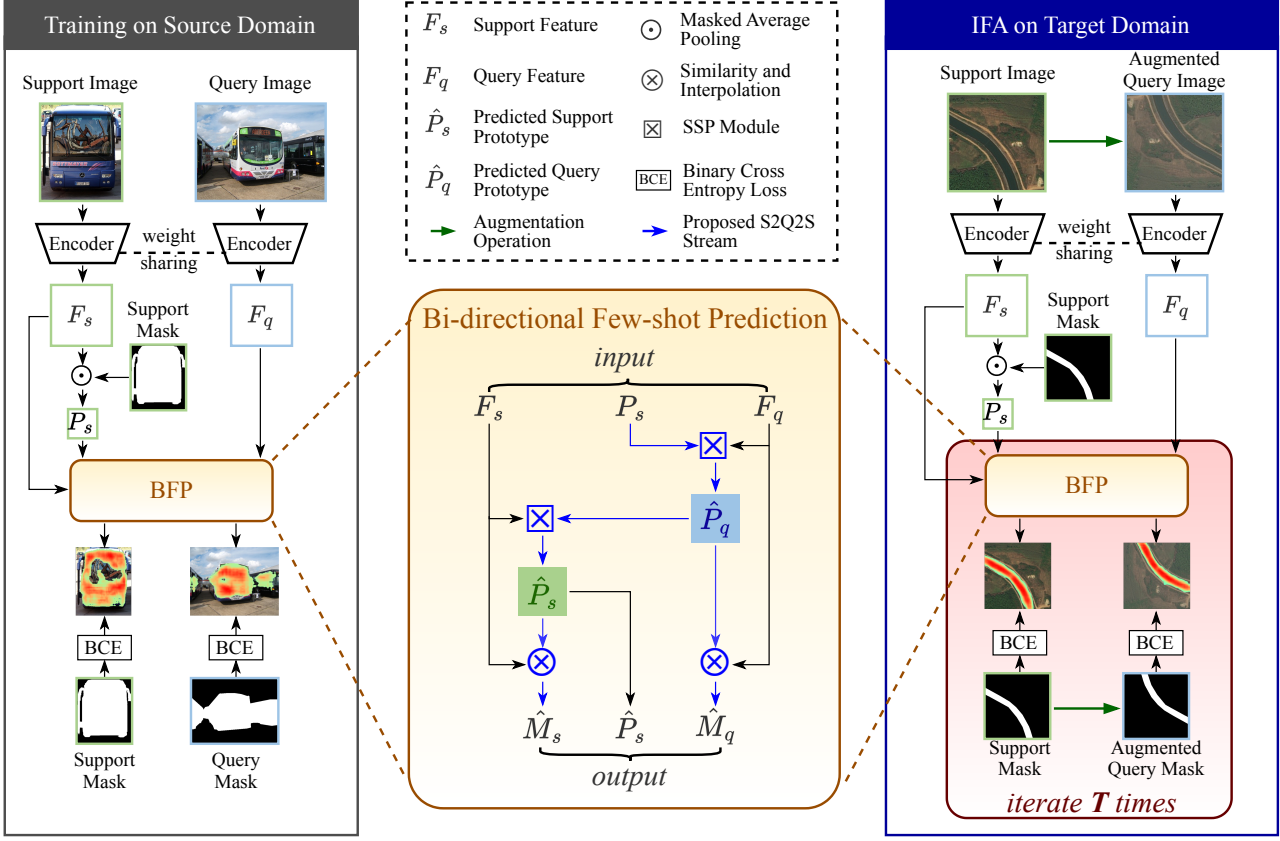 Training on Source Domain
Support Image
Query Image
Encoder
weight
sharing
Encoder
F_s
Support
Mask
F_q
P_s
BFP
BCE
BCE
Support
Mask
Query
Mask
F_s
Support Feature
Masked Average
Pooling
F_q
Query Feature
Similarity and
Interpolation
P̂_s
Predicted Support
Prototype
SSP Module
P̂_q
Predicted Query
Prototype
BCE
Binary Cross
Entropy Loss
Augmentation
Operation
Proposed S2Q2S
Stream
Bi-directional Few-shot Prediction
input
F_s
P_s
F_q
P̂_q
P̂_s
M̂_s
P̂_s
M̂_q
output
IFA on Target Domain
Support Image
Augmented
Query Image
Encoder
weight
sharing
Encoder
F_s
Support
Mask
F_q
P_s
BFP
BCE
BCE
Support
Mask
Augmented
Query Mask
iterate T times